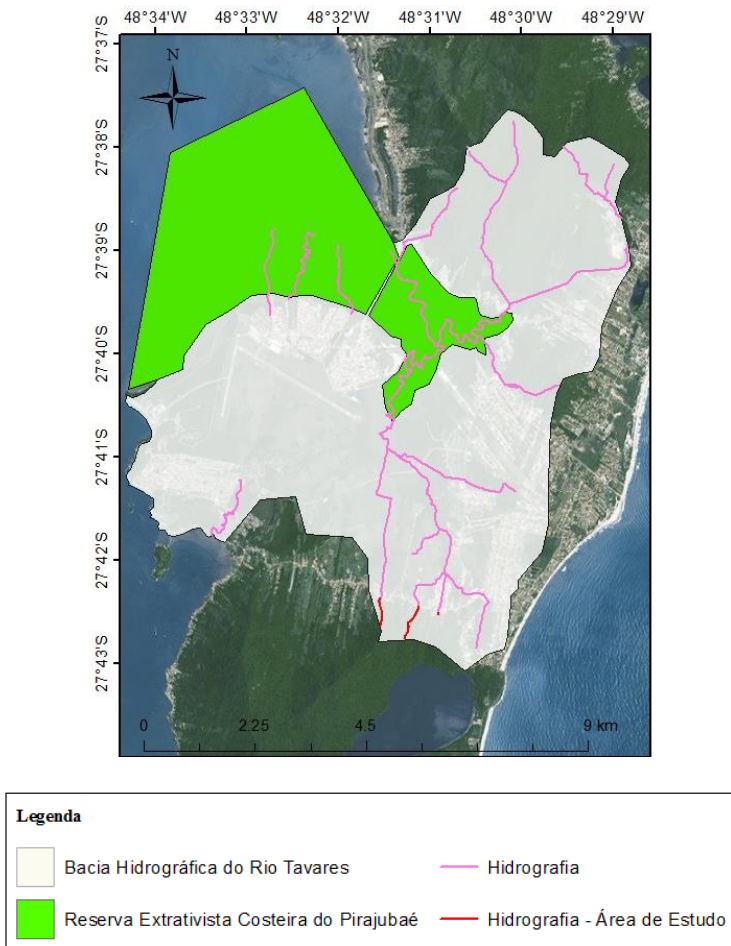 48°34'W 48°33'W 48°32'W 48°31'W 48°30'W 48°29'W
27°37'S
N
27°38'S
27°39'S
27°40'S
27°41'S
27°42'S
27°43'S
0 2.25 4.5 9 km
Legenda
Bacia Hidrográfica do Rio Tavares
Hidrografia
Reserva Extrativista Costeira do Pirajubaé
Hidrografia - Área de Estudo